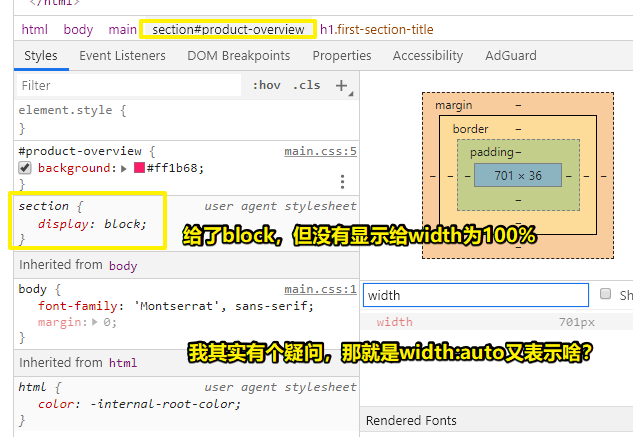 </html>
html body main section#product-overview h1.first-section-title
Styles Event Listeners DOM Breakpoints Properties Accessibility AdGuard
Filter :hov .cls +
element.style {
}
#product-overview { main.css:5
background: #ff1b68;
}
section { user agent stylesheet
display: block;
}
给了block，但没有显示给width为100%
Inherited from body
body { main.css:1
font-family: 'Montserrat', sans-serif;
margin: 0;
}
我其实有个疑问，那就是width:auto又表示啥？
Inherited from html
html { user agent stylesheet
color: -internal-root-color;
}
margin –
border –
padding –
– – – 701 × 36 – – –
–
–
–
width Sh
width 701px
Rendered Fonts